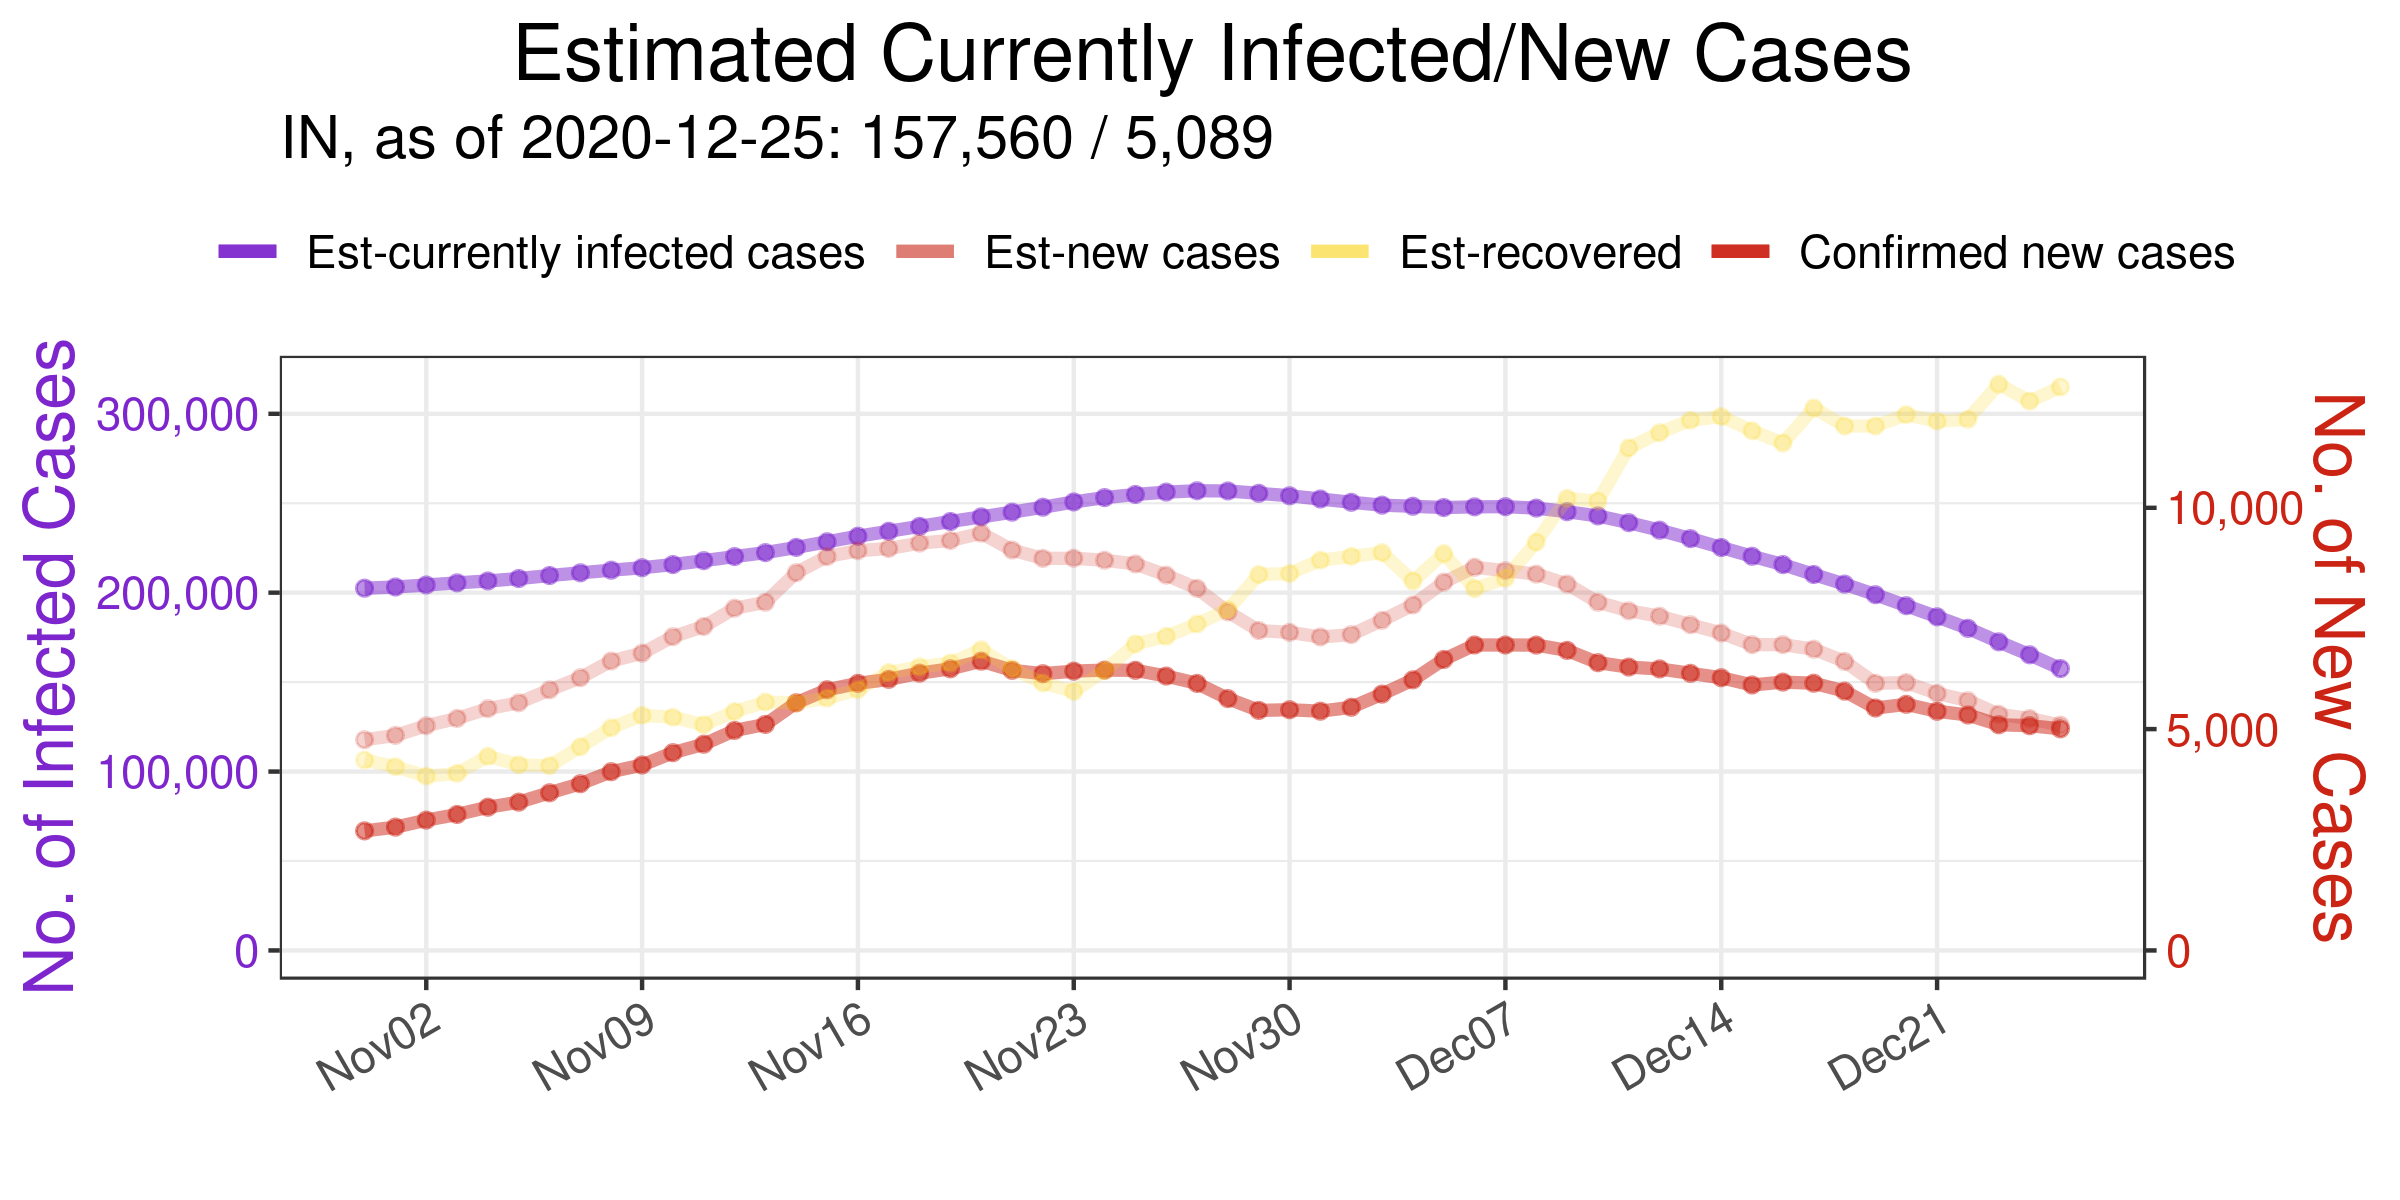 Estimated Currently Infected/New Cases
IN, as of 2020-12-25: 157,560 / 5,089
Est-currently infected cases Est-new cases Est-recovered Confirmed new cases
No. of Infected Cases
300,000
200,000
100,000
0
10,000
5,000
0
No. of New Cases
Nov02 Nov09 Nov16 Nov23 Nov30 Dec07 Dec14 Dec21